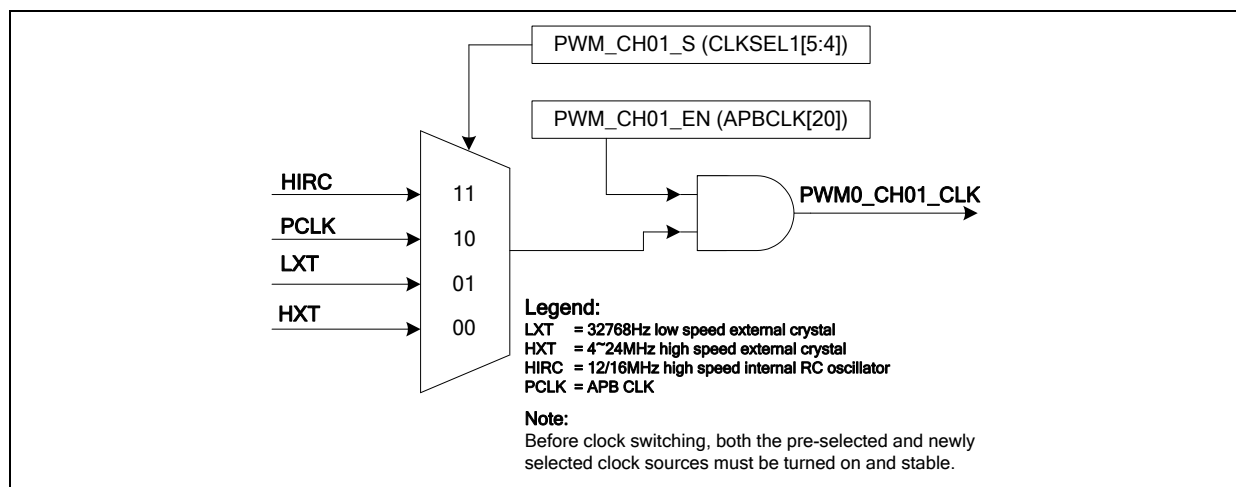 PWM_CH01_S (CLKSEL1[5:4])
PWM_CH01_EN (APBCLK[20])
HIRC
11
PWM0_CH01_CLK
PCLK
10
LXT
01
HXT
00
Legend:
LXT = 32768Hz low speed external crystal
HXT = 4~24MHz high speed external crystal
HIRC = 12/16MHz high speed internal RC oscillator
PCLK = APB CLK
Note:
Before clock switching, both the pre-selected and newly
selected clock sources must be turned on and stable.